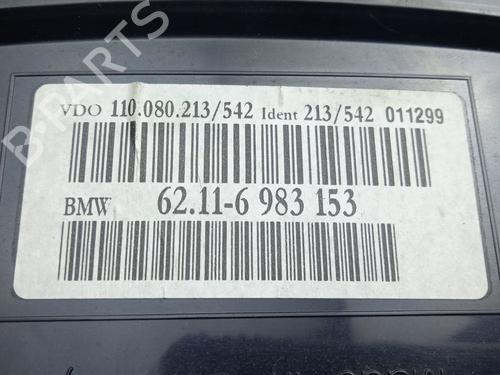 B-PARTS
VDO 110.080.213/542 Ident 213/542 011299
BMW 62.11-6 983 153